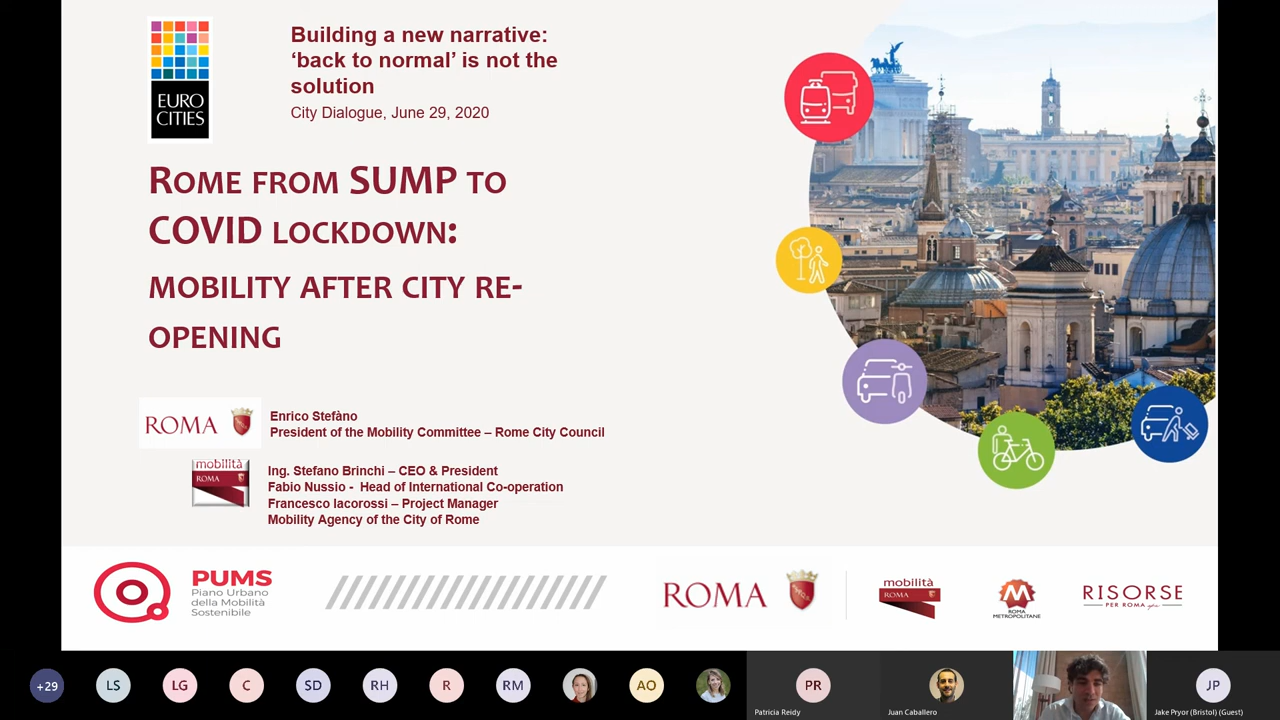 EURO
CITIES
Building a new narrative:
‘back to normal’ is not the
solution
City Dialogue, June 29, 2020
ROME FROM SUMP TO
COVID LOCKDOWN:
MOBILITY AFTER CITY RE-
OPENING
ROMA
Enrico Stefàno
President of the Mobility Committee – Rome City Council
mobilità
ROMA
Ing. Stefano Brinchi – CEO & President
Fabio Nussio - Head of International Co-operation
Francesco Iacorossi – Project Manager
Mobility Agency of the City of Rome
PUMS
Piano Urbano
della Mobilità
Sostenibile
ROMA
mobilità
ROMA
ROMA
METROPOLITANE
RISORSE
PER ROMA
+29
LS
LG
C
SD
RH
R
RM
AO
PR
Patricia Reidy
Juan Caballero
JP
Jake Pryor (Bristol) (Guest)